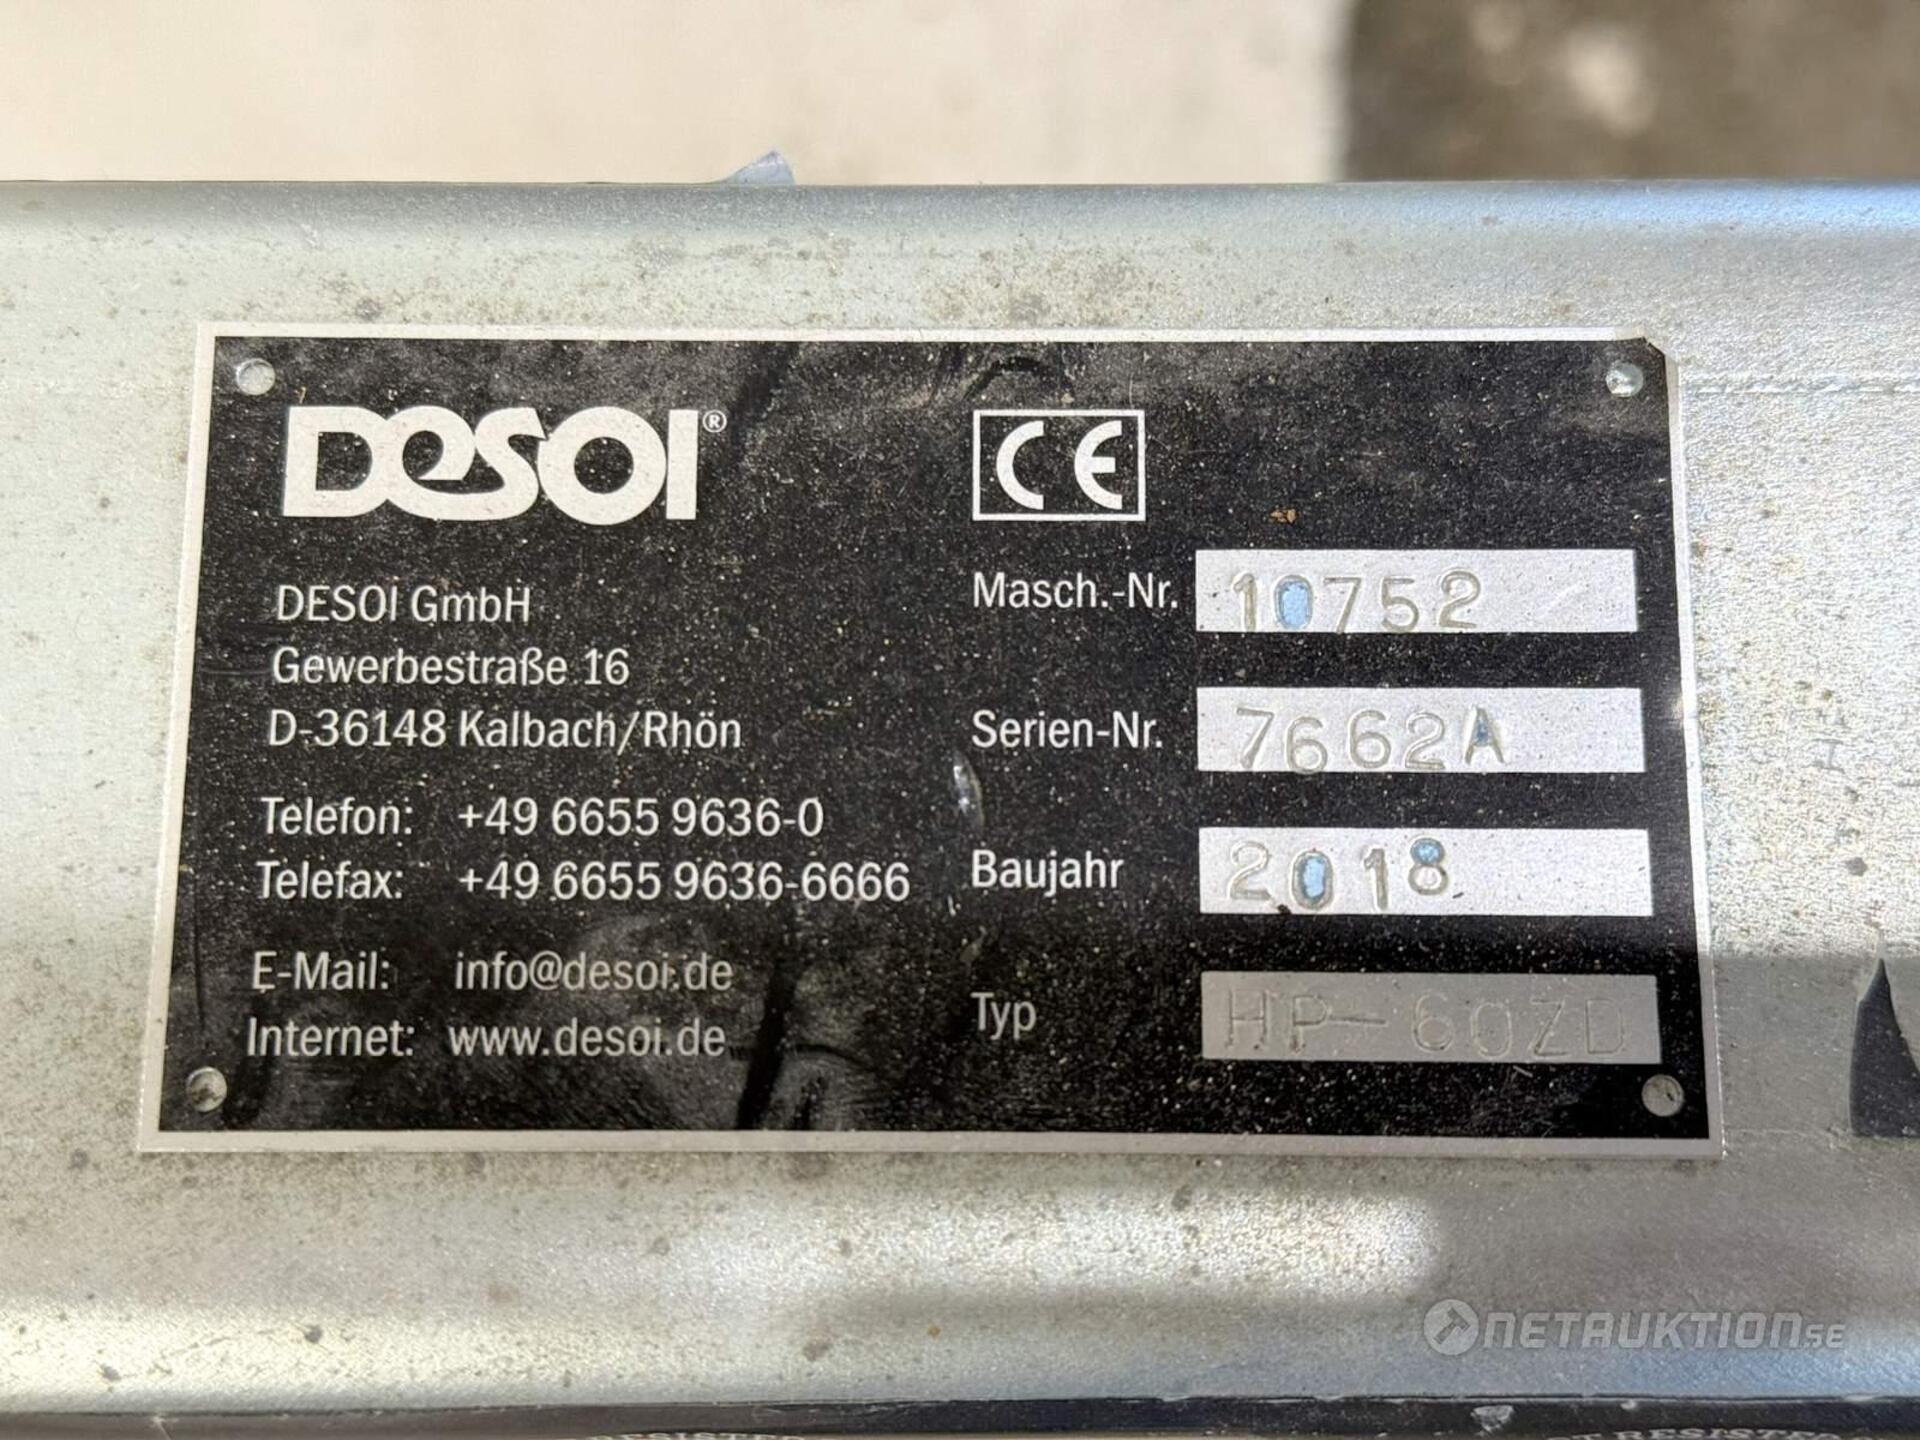 DESOI®
DESOI GmbH
Gewerbestraße 16
D-36148 Kalbach/Rhön
Telefon: +49 6655 9636-0
Telefax: +49 6655 9636-6666
E-Mail: info@desoi.de
Internet: www.desoi.de
CE
Masch.-Nr. 10752
Serien-Nr. 7662A
Baujahr 2018
Typ HP-60ZD
NETAUKTION.SE